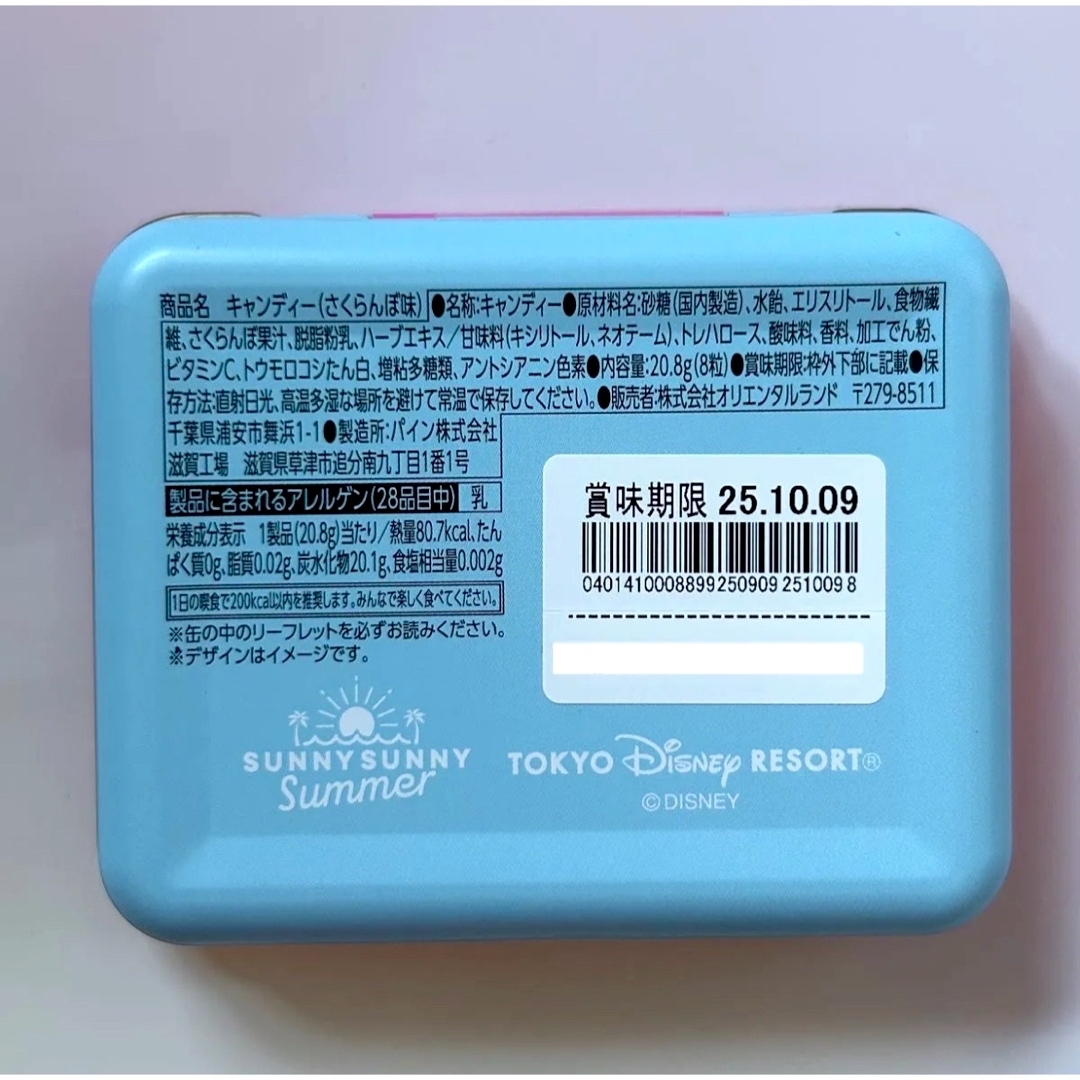 商品名 キャンディー(さくらんぼ味) ●名称:キャンディー●原材料名:砂糖(国内製造)、水飴、エリスリトール、食物繊
維、さくらんぼ果汁、脱脂粉乳、ハーブエキス/甘味料(キシリトール、ネオテーム)、トレハロース、酸味料、香料、加工でん粉、
ビタミンC、トウモロコシたん白、増粘多糖類、アントシアニン色素●内容量:20.8g(8粒)●賞味期限:枠外下部に記載●保
存方法:直射日光、高温多湿な場所を避けて常温で保存してください。●販売者:株式会社オリエンタルランド 〒279-8511
千葉県浦安市舞浜1-1●製造所:パイン株式会社
滋賀工場 滋賀県草津市追分南九丁目1番1号
製品に含まれるアレルゲン(28品目中) 乳
栄養成分表示 1製品(20.8g)当たり/熱量80.7kcal、たん
ぱく質0g、脂質0.02g、炭水化物20.1g、食塩相当量0.002g
1日の間食で200kcal以内を推奨します。みんなで楽しく食べてください。
※缶の中のリーフレットを必ずお読みください。
※デザインはイメージです。
賞味期限 25.10.09
04014100088992509092510098
SUNNY SUNNY
Summer
TOKYO Disney RESORT®
©DISNEY